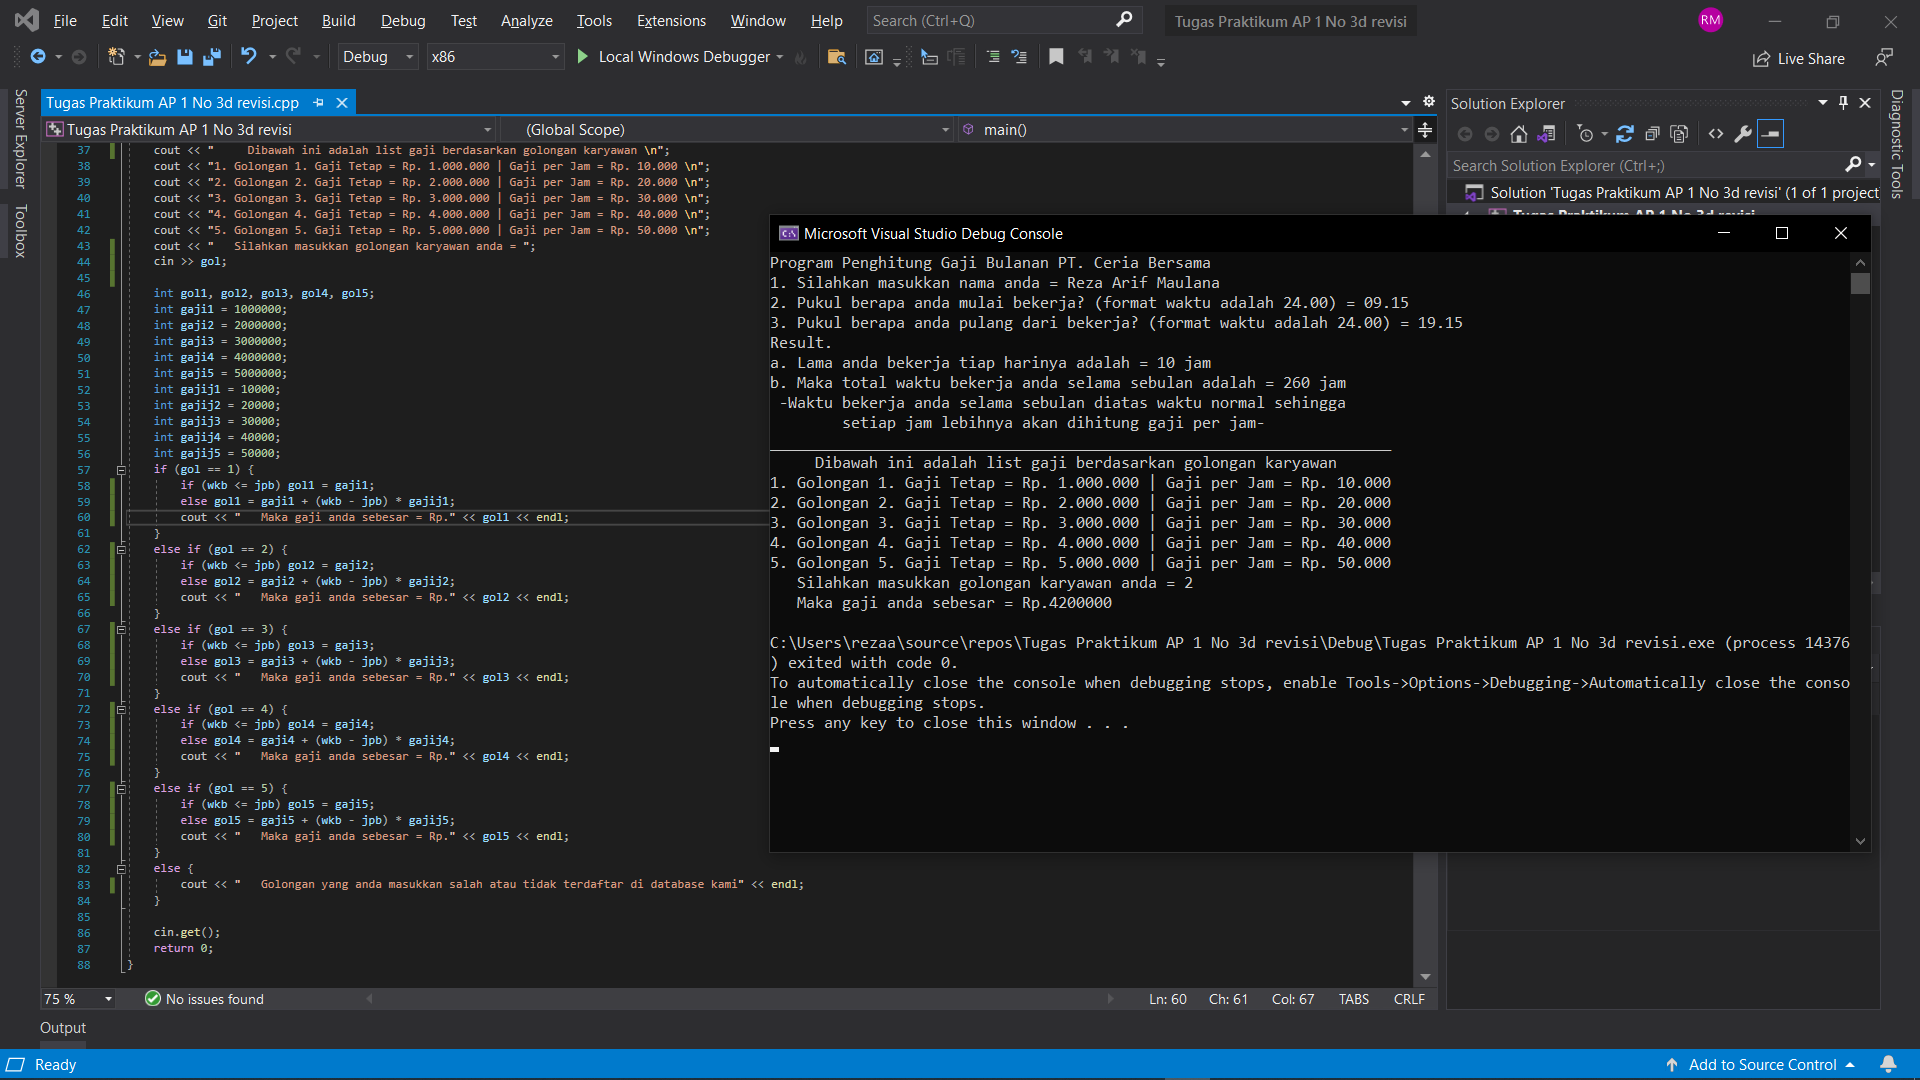 File Edit View Git Project Build Debug Test Analyze Tools Extensions Window Help Search (Ctrl+Q) Tugas Praktikum AP 1 No 3d revisi RM
Debug x86 Local Windows Debugger Live Share
Server Explorer
Toolbox
Tugas Praktikum AP 1 No 3d revisi.cpp
Tugas Praktikum AP 1 No 3d revisi (Global Scope) main()
37 cout << "     Dibawah ini adalah list gaji berdasarkan golongan karyawan \n";
38 cout << "1. Golongan 1. Gaji Tetap = Rp. 1.000.000 | Gaji per Jam = Rp. 10.000 \n";
39 cout << "2. Golongan 2. Gaji Tetap = Rp. 2.000.000 | Gaji per Jam = Rp. 20.000 \n";
40 cout << "3. Golongan 3. Gaji Tetap = Rp. 3.000.000 | Gaji per Jam = Rp. 30.000 \n";
41 cout << "4. Golongan 4. Gaji Tetap = Rp. 4.000.000 | Gaji per Jam = Rp. 40.000 \n";
42 cout << "5. Golongan 5. Gaji Tetap = Rp. 5.000.000 | Gaji per Jam = Rp. 50.000 \n";
43 cout << "   Silahkan masukkan golongan karyawan anda = ";
44 cin >> gol;
45
46 int gol1, gol2, gol3, gol4, gol5;
47 int gaji1 = 1000000;
48 int gaji2 = 2000000;
49 int gaji3 = 3000000;
50 int gaji4 = 4000000;
51 int gaji5 = 5000000;
52 int gajij1 = 10000;
53 int gajij2 = 20000;
54 int gajij3 = 30000;
55 int gajij4 = 40000;
56 int gajij5 = 50000;
57 if (gol == 1) {
58 if (wkb <= jpb) gol1 = gaji1;
59 else gol1 = gaji1 + (wkb - jpb) * gajij1;
60 cout << "   Maka gaji anda sebesar = Rp." << gol1 << endl;
61 }
62 else if (gol == 2) {
63 if (wkb <= jpb) gol2 = gaji2;
64 else gol2 = gaji2 + (wkb - jpb) * gajij2;
65 cout << "   Maka gaji anda sebesar = Rp." << gol2 << endl;
66 }
67 else if (gol == 3) {
68 if (wkb <= jpb) gol3 = gaji3;
69 else gol3 = gaji3 + (wkb - jpb) * gajij3;
70 cout << "   Maka gaji anda sebesar = Rp." << gol3 << endl;
71 }
72 else if (gol == 4) {
73 if (wkb <= jpb) gol4 = gaji4;
74 else gol4 = gaji4 + (wkb - jpb) * gajij4;
75 cout << "   Maka gaji anda sebesar = Rp." << gol4 << endl;
76 }
77 else if (gol == 5) {
78 if (wkb <= jpb) gol5 = gaji5;
79 else gol5 = gaji5 + (wkb - jpb) * gajij5;
80 cout << "   Maka gaji anda sebesar = Rp." << gol5 << endl;
81 }
82 else {
83 cout << "   Golongan yang anda masukkan salah atau tidak terdaftar di database kami" << endl;
84 }
85
86 cin.get();
87 return 0;
88 }
Microsoft Visual Studio Debug Console
Program Penghitung Gaji Bulanan PT. Ceria Bersama
1. Silahkan masukkan nama anda = Reza Arif Maulana
2. Pukul berapa anda mulai bekerja? (format waktu adalah 24.00) = 09.15
3. Pukul berapa anda pulang dari bekerja? (format waktu adalah 24.00) = 19.15
Result.
a. Lama anda bekerja tiap harinya adalah = 10 jam
b. Maka total waktu bekerja anda selama sebulan adalah = 260 jam
-Waktu bekerja anda selama sebulan diatas waktu normal sehingga
setiap jam lebihnya akan dihitung gaji per jam-
_____________________________________________________________________
Dibawah ini adalah list gaji berdasarkan golongan karyawan
1. Golongan 1. Gaji Tetap = Rp. 1.000.000 | Gaji per Jam = Rp. 10.000
2. Golongan 2. Gaji Tetap = Rp. 2.000.000 | Gaji per Jam = Rp. 20.000
3. Golongan 3. Gaji Tetap = Rp. 3.000.000 | Gaji per Jam = Rp. 30.000
4. Golongan 4. Gaji Tetap = Rp. 4.000.000 | Gaji per Jam = Rp. 40.000
5. Golongan 5. Gaji Tetap = Rp. 5.000.000 | Gaji per Jam = Rp. 50.000
Silahkan masukkan golongan karyawan anda = 2
Maka gaji anda sebesar = Rp.4200000
C:\Users\rezaa\source\repos\Tugas Praktikum AP 1 No 3d revisi\Debug\Tugas Praktikum AP 1 No 3d revisi.exe (process 14376
) exited with code 0.
To automatically close the console when debugging stops, enable Tools->Options->Debugging->Automatically close the conso
le when debugging stops.
Press any key to close this window . . .
Solution Explorer
Search Solution Explorer (Ctrl+;)
Solution 'Tugas Praktikum AP 1 No 3d revisi' (1 of 1 project
Tugas Praktikum AP 1 No 3d revisi
Diagnostic Tools
75 % No issues found Ln: 60 Ch: 61 Col: 67 TABS CRLF
Output
Ready Add to Source Control